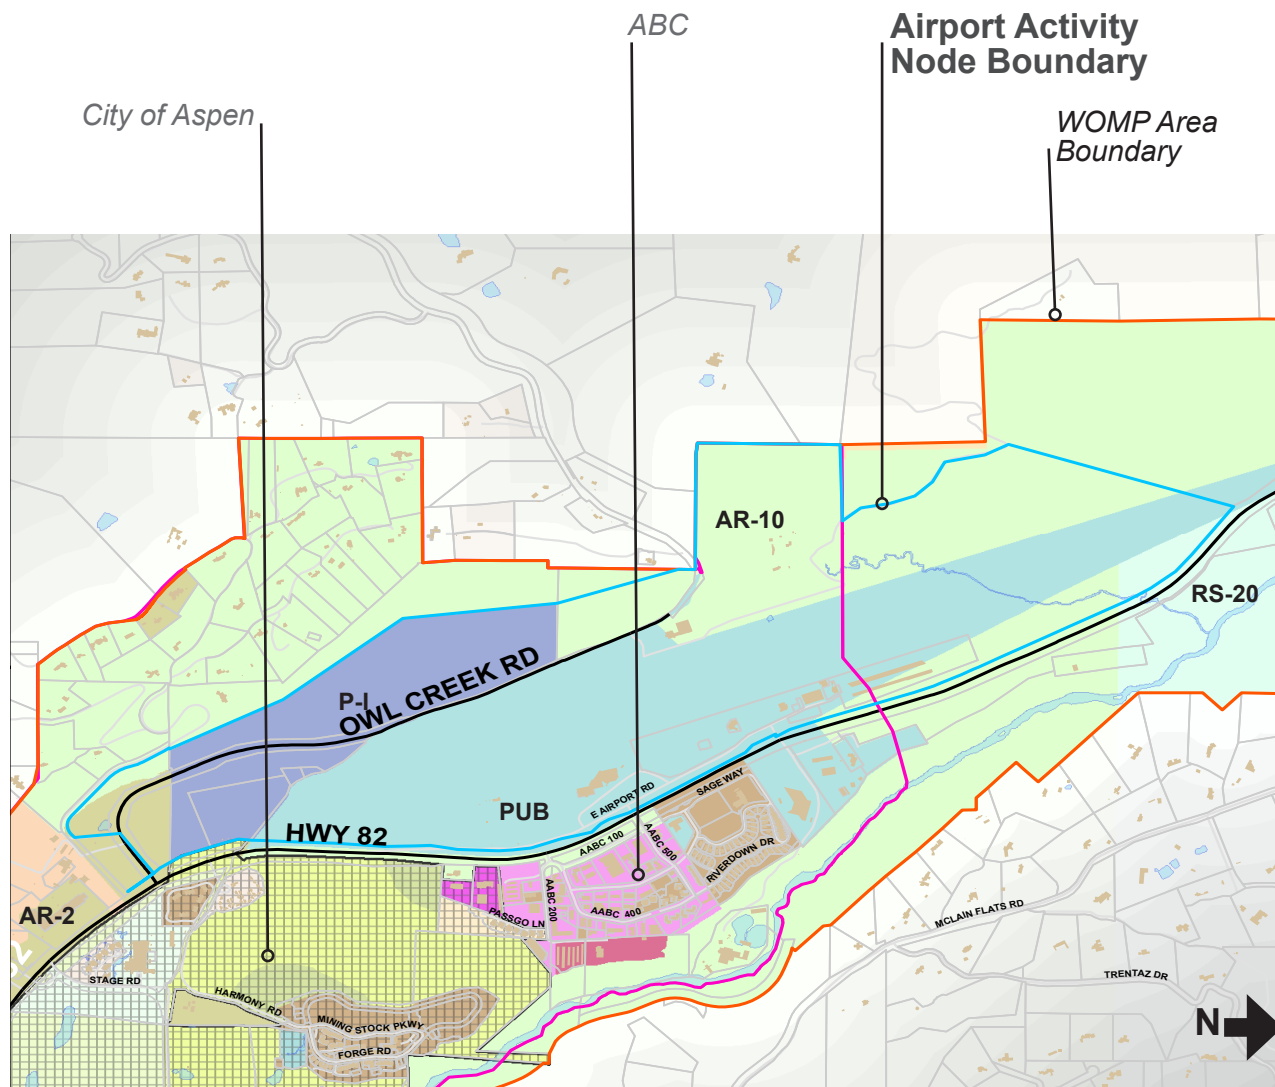 ABC
Airport Activity
Node Boundary
City of Aspen
WOMP Area
Boundary
AR-10
RS-20
P-I
OWL CREEK RD
PUB
E AIRPORT RD
SAGE WAY
HWY 82
AABC 100
AABC 500
RIVERDOWN DR
AABC 200
AABC 400
PASSGO LN
AR-2
82
MCLAIN FLATS RD
TRENTAZ DR
STAGE RD
HARMONY RD
MINING STOCK PKWY
FORGE RD
N